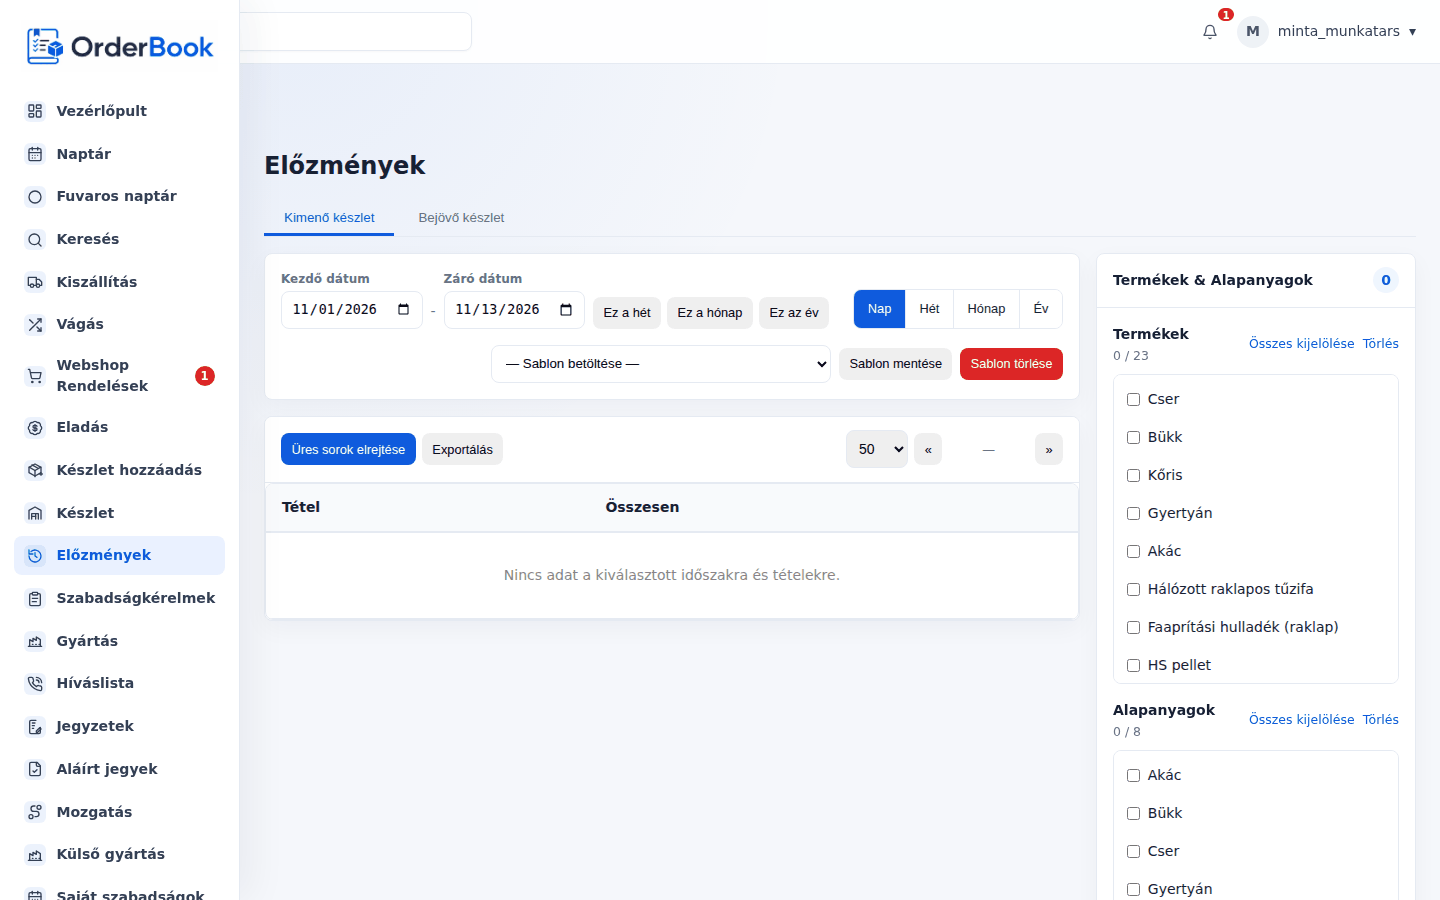 OrderBook
Vezérlőpult
Naptár
Fuvaros naptár
Keresés
Kiszállítás
Vágás
Webshop
Rendelések
1
Eladás
Készlet hozzáadás
Készlet
Előzmények
Szabadságkérelmek
Gyártás
Híváslista
Jegyzetek
Aláírt jegyek
Mozgatás
Külső gyártás
Saját szabadságok
1
M
minta_munkatars ▾
Előzmények
Kimenő készlet
Bejövő készlet
Kezdő dátum
Záró dátum
11/01/2026
-
11/13/2026
Ez a hét
Ez a hónap
Ez az év
Nap
Hét
Hónap
Év
— Sablon betöltése —
Sablon mentése
Sablon törlése
Üres sorok elrejtése
Exportálás
50
«
—
»
Tétel
Összesen
Nincs adat a kiválasztott időszakra és tételekre.
Termékek & Alapanyagok
0
Termékek
0 / 23
Összes kijelölése
Törlés
Cser
Bükk
Kőris
Gyertyán
Akác
Hálózott raklapos tűzifa
Faaprítási hulladék (raklap)
HS pellet
Alapanyagok
0 / 8
Összes kijelölése
Törlés
Akác
Bükk
Cser
Gyertyán